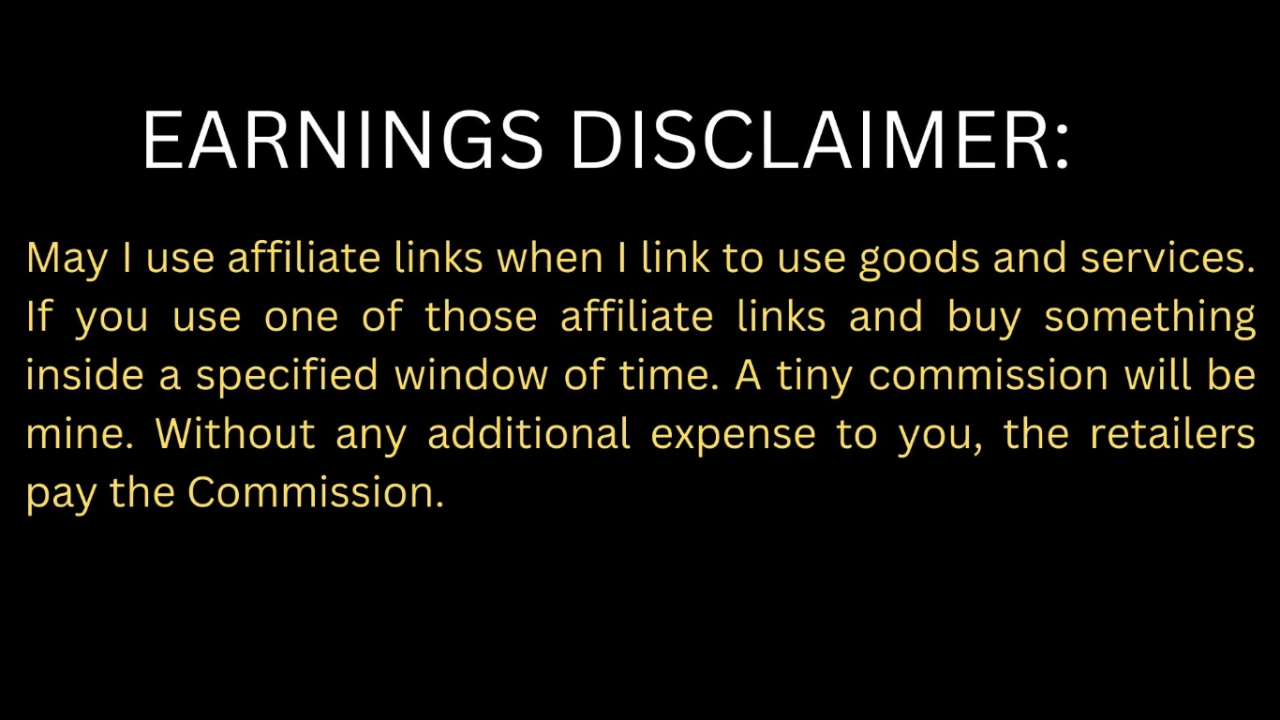 EARNINGS DISCLAIMER:
May I use affiliate links when I link to use goods and services.
If you use one of those affiliate links and buy something
inside a specified window of time. A tiny commission will be
mine. Without any additional expense to you, the retailers
pay the Commission.